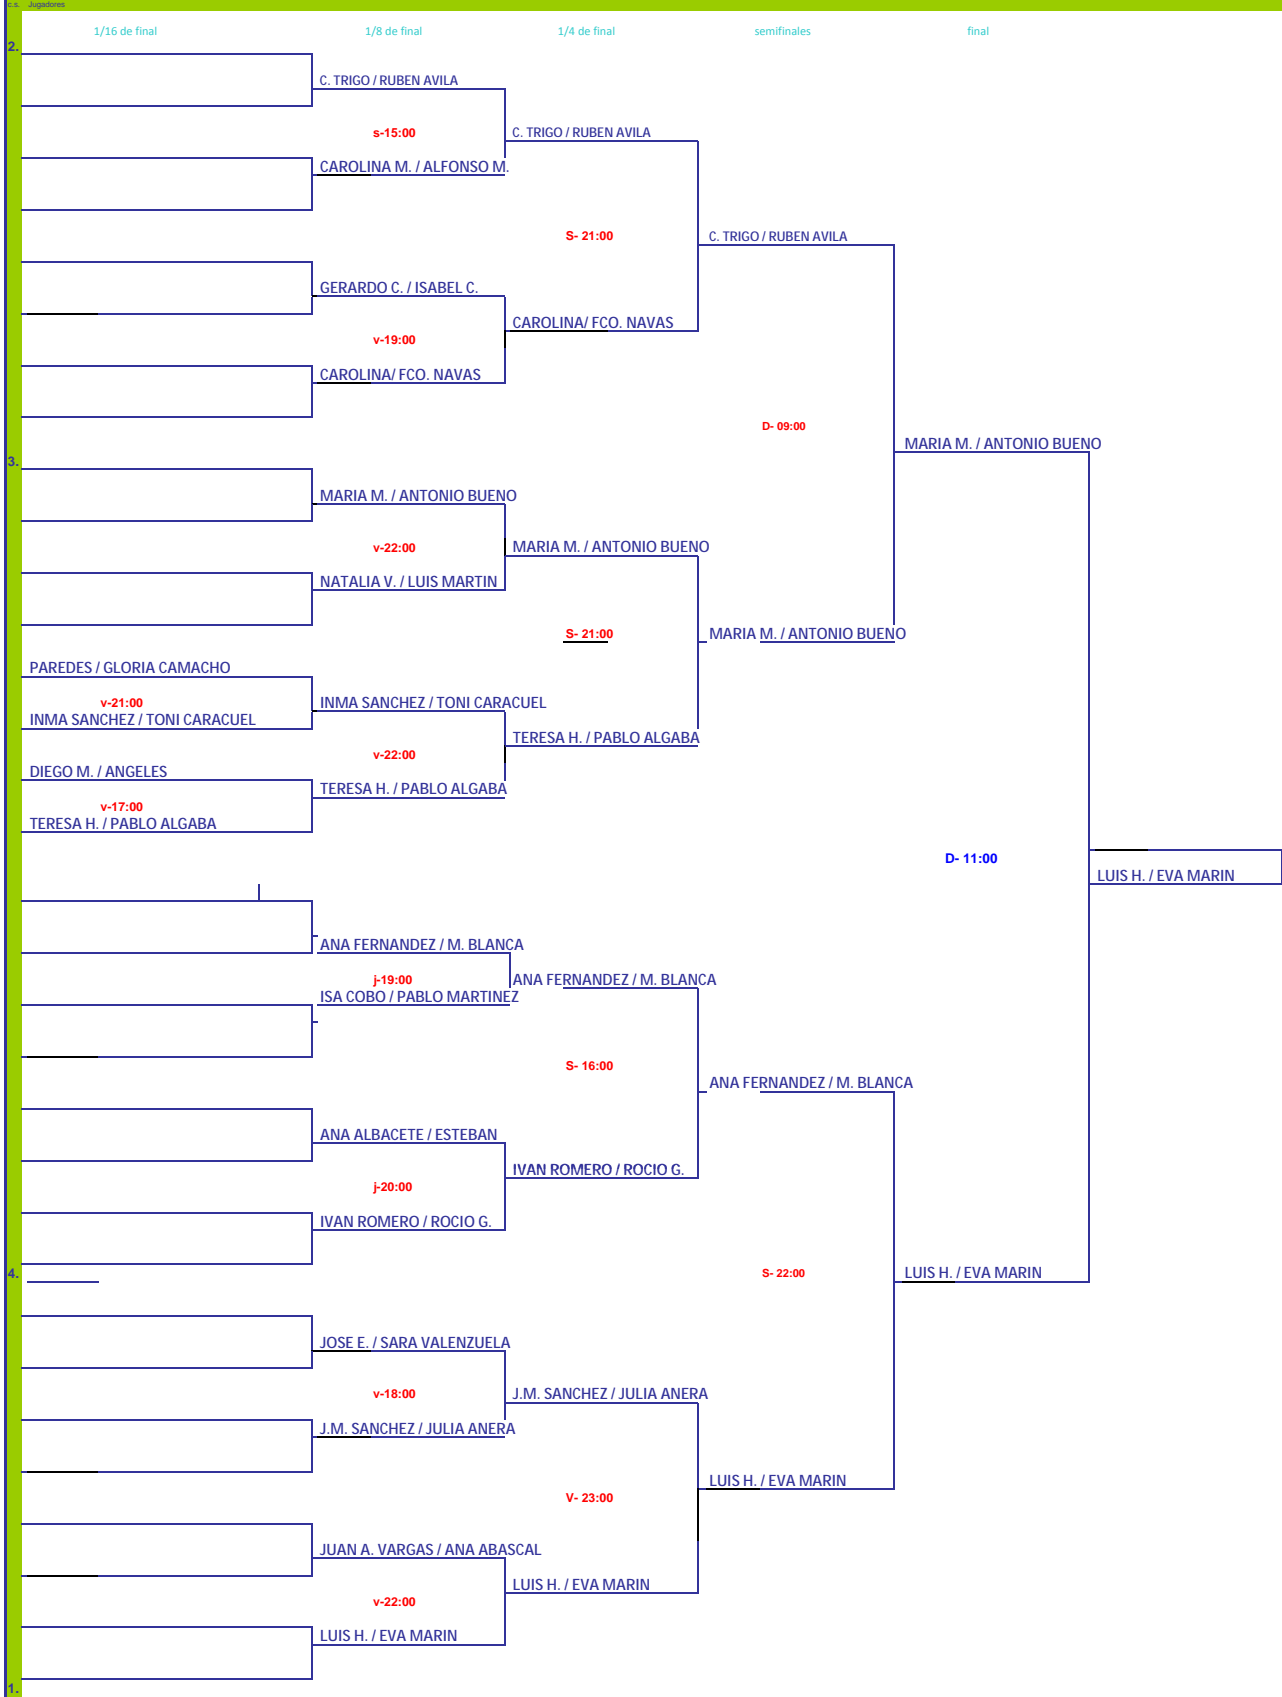 c.s. Jugadores
1/16 de final 1/8 de final 1/4 de final semifinales final
2.
C. TRIGO / RUBEN AVILA
s-15:00 C. TRIGO / RUBEN AVILA
CAROLINA M. / ALFONSO M.
S- 21:00 C. TRIGO / RUBEN AVILA
GERARDO C. / ISABEL C.
CAROLINA/ FCO. NAVAS
v-19:00
CAROLINA/ FCO. NAVAS
D- 09:00
MARIA M. / ANTONIO BUENO
3.
MARIA M. / ANTONIO BUENO
v-22:00 MARIA M. / ANTONIO BUENO
NATALIA V. / LUIS MARTIN
S- 21:00 MARIA M. / ANTONIO BUENO
PAREDES / GLORIA CAMACHO
v-21:00 INMA SANCHEZ / TONI CARACUEL
INMA SANCHEZ / TONI CARACUEL
TERESA H. / PABLO ALGABA
v-22:00
DIEGO M. / ANGELES
TERESA H. / PABLO ALGABA
v-17:00
TERESA H. / PABLO ALGABA
D- 11:00
LUIS H. / EVA MARIN
ANA FERNANDEZ / M. BLANCA
j-19:00 ANA FERNANDEZ / M. BLANCA
ISA COBO / PABLO MARTINEZ
S- 16:00
ANA FERNANDEZ / M. BLANCA
ANA ALBACETE / ESTEBAN
IVAN ROMERO / ROCIO G.
j-20:00
IVAN ROMERO / ROCIO G.
4. S- 22:00 LUIS H. / EVA MARIN
JOSE E. / SARA VALENZUELA
v-18:00 J.M. SANCHEZ / JULIA ANERA
J.M. SANCHEZ / JULIA ANERA
LUIS H. / EVA MARIN
V- 23:00
JUAN A. VARGAS / ANA ABASCAL
LUIS H. / EVA MARIN
v-22:00
LUIS H. / EVA MARIN
1.